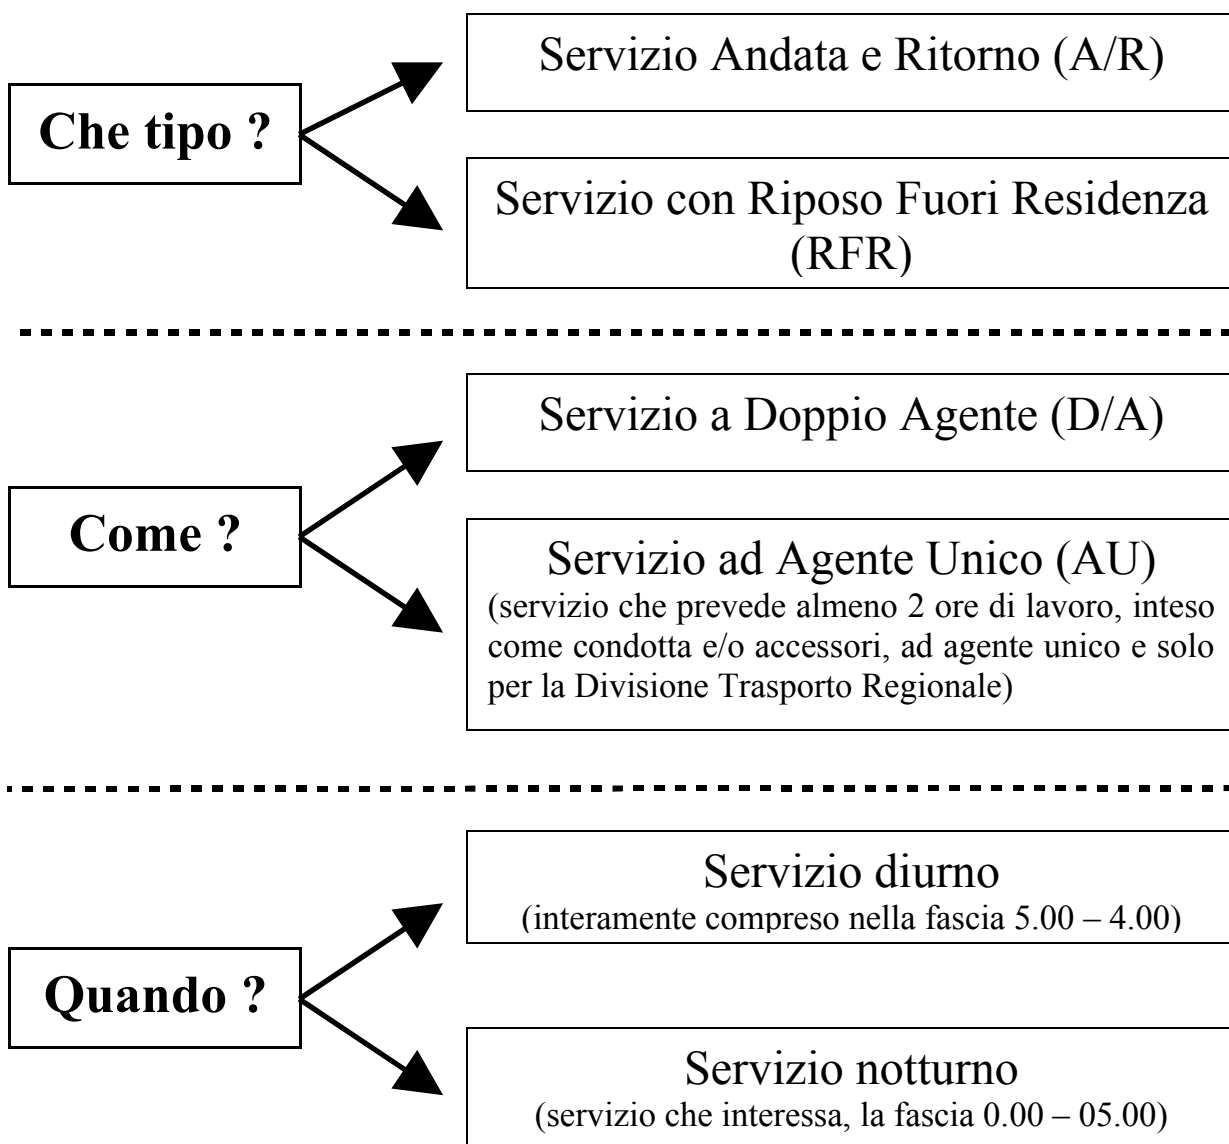 Servizio Andata e Ritorno (A/R)
Che tipo ?
Servizio con Riposo Fuori Residenza
(RFR)
Servizio a Doppio Agente (D/A)
Come ?
Servizio ad Agente Unico (AU)
(servizio che prevede almeno 2 ore di lavoro, inteso
come condotta e/o accessori, ad agente unico e solo
per la Divisione Trasporto Regionale)
Servizio diurno
(interamente compreso nella fascia 5.00 – 4.00)
Quando ?
Servizio notturno
(servizio che interessa, la fascia 0.00 – 05.00)